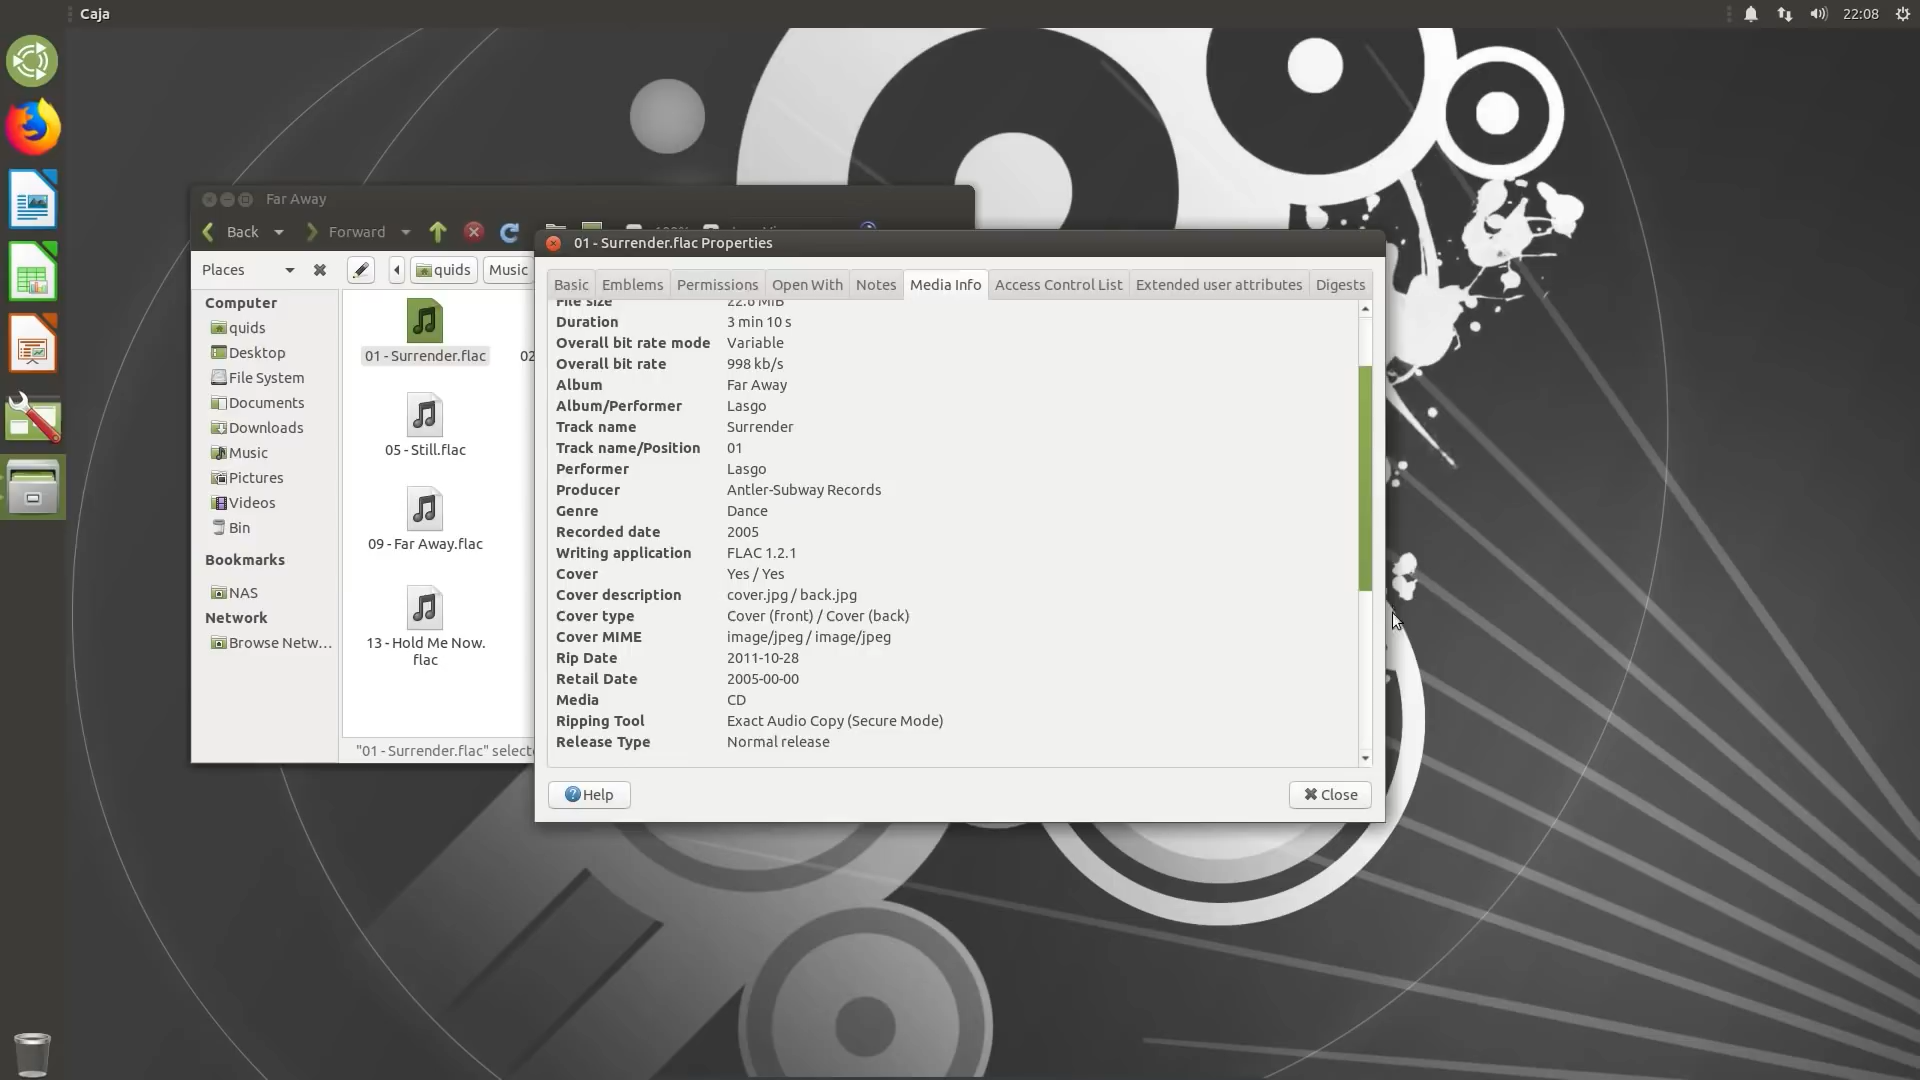 Caja
22:08
Far Away
Back
Forward
Places
quids
Music
Computer
quids
Desktop
File System
Documents
Downloads
Music
Pictures
Videos
Bin
Bookmarks
NAS
Network
Browse Netw...
01 - Surrender.flac
02
05 - Still.flac
09 - Far Away.flac
13 - Hold Me Now.
flac
"01 - Surrender.flac" selecte
01 - Surrender.flac Properties
Basic Emblems Permissions Open With Notes Media Info Access Control List Extended user attributes Digests
File size 22.6 MiB
Duration 3 min 10 s
Overall bit rate mode Variable
Overall bit rate 998 kb/s
Album Far Away
Album/Performer Lasgo
Track name Surrender
Track name/Position 01
Performer Lasgo
Producer Antler-Subway Records
Genre Dance
Recorded date 2005
Writing application FLAC 1.2.1
Cover Yes / Yes
Cover description cover.jpg / back.jpg
Cover type Cover (front) / Cover (back)
Cover MIME image/jpeg / image/jpeg
Rip Date 2011-10-28
Retail Date 2005-00-00
Media CD
Ripping Tool Exact Audio Copy (Secure Mode)
Release Type Normal release
Help
Close